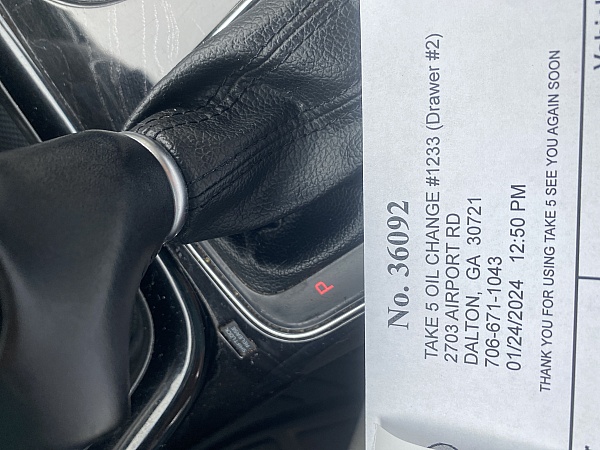 No. 36092
TAKE 5 OIL CHANGE #1233 (Drawer #2)
2703 AIRPORT RD
DALTON, GA 30721
706-671-1043
01/24/2024 12:50 PM
THANK YOU FOR USING TAKE 5 SEE YOU AGAIN SOON
P